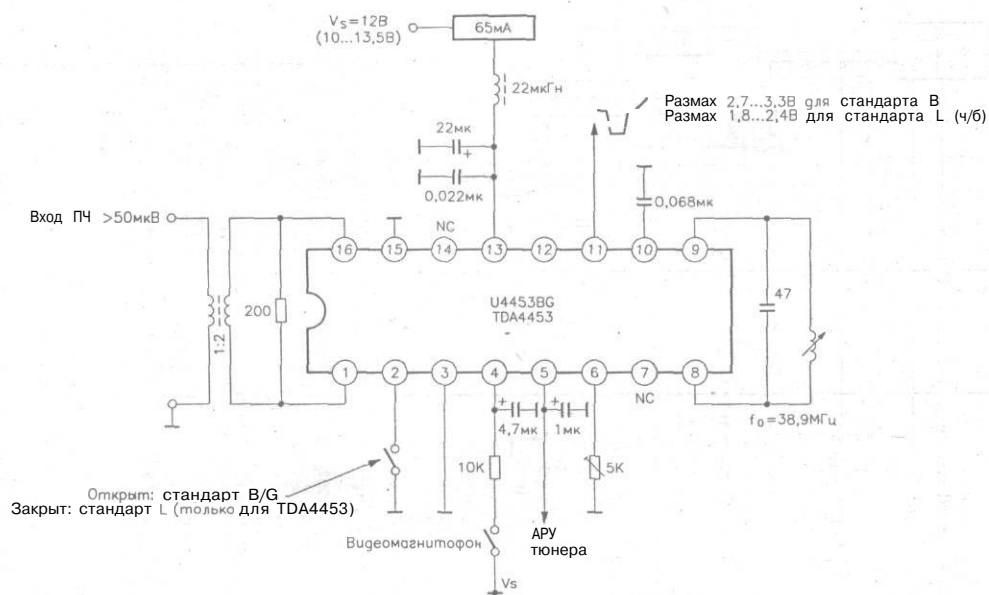 Vs=12В
(10...13,5В)
65мА
22мкГн
Размах 2,7...3,3В для стандарта В
Размах 1,8...2,4В для стандарта L (ч/б)
22мк
+
0,022мк
0,068мк
Вход ПЧ >50мкВ
NC
16
15
14
13
12
11
10
9
200
1:2
U4453BG
TDA4453
47
1
2
3
4
5
6
7
8
NC
+
4,7мк
+
1мк
f₀=38,9МГц
10К
5К
Открыт: стандарт B/G
Закрыт: стандарт L (только для TDA4453)
Видеомагнитофон
АРУ
тюнера
Vs